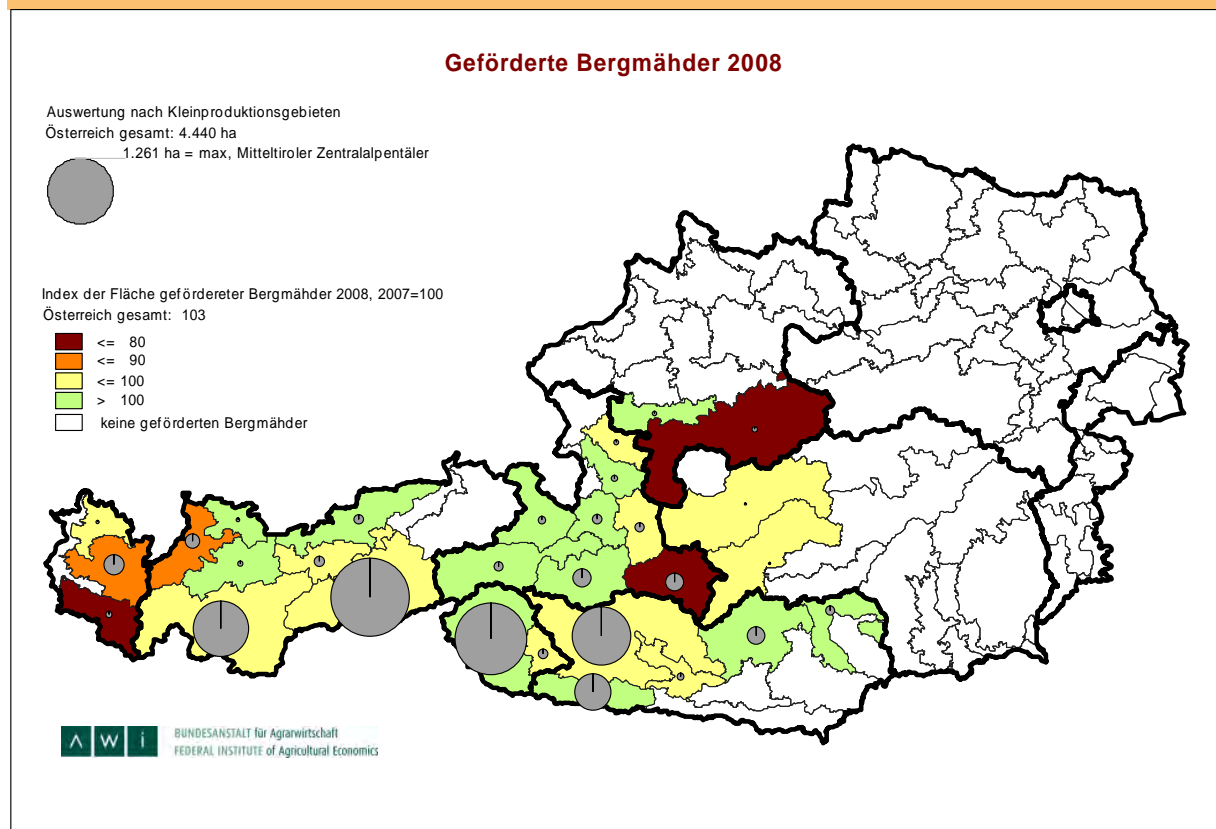 Geförderte Bergmähder 2008
Auswertung nach Kleinproduktionsgebieten
Österreich gesamt: 4.440 ha
1.261 ha = max, Mitteltiroler Zentralalpentäler
Index der Fläche gefördereter Bergmähder 2008, 2007=100
Österreich gesamt: 103
<= 80
<= 90
<= 100
> 100
keine geförderten Bergmähder
AWi BUNDESANSTALT für Agrarwirtschaft
FEDERAL INSTITUTE of Agricultural Economics